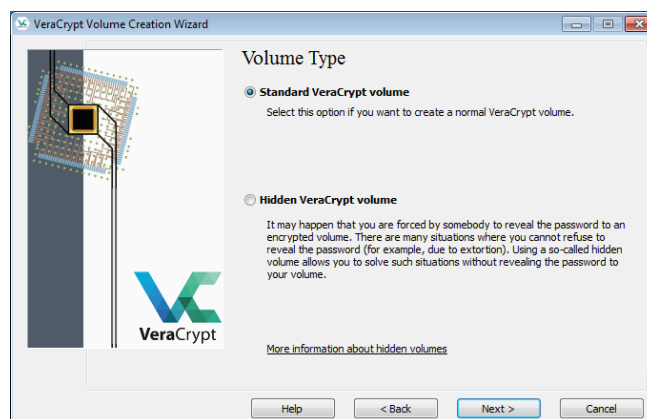 VeraCrypt Volume Creation Wizard
Volume Type
Standard VeraCrypt volume
Select this option if you want to create a normal VeraCrypt volume.
Hidden VeraCrypt volume
It may happen that you are forced by somebody to reveal the password to an
encrypted volume. There are many situations where you cannot refuse to
reveal the password (for example, due to extortion). Using a so-called hidden
volume allows you to solve such situations without revealing the password to
your volume.
VeraCrypt
More information about hidden volumes
Help < Back Next > Cancel